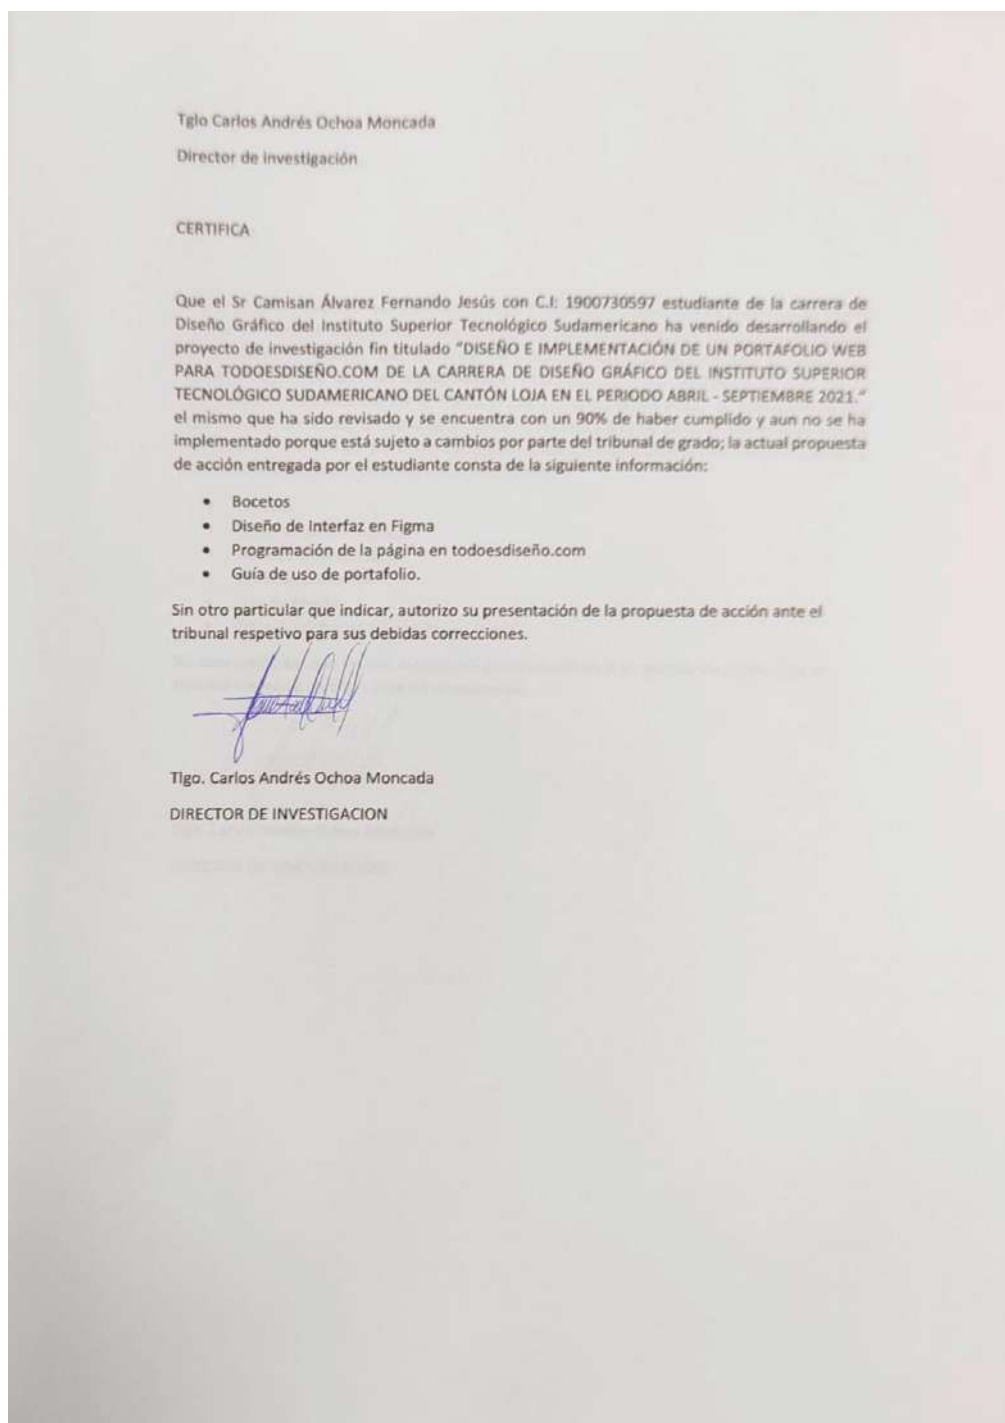 Tglo Carlos Andrés Ochoa Moncada
Director de investigación
CERTIFICA
Que el Sr Camisan Álvarez Fernando Jesús con C.I: 1900730597 estudiante de la carrera de
Diseño Gráfico del Instituto Superior Tecnológico Sudamericano ha venido desarrollando el
proyecto de investigación fin titulado "DISEÑO E IMPLEMENTACIÓN DE UN PORTAFOLIO WEB
PARA TODOESDISEÑO.COM DE LA CARRERA DE DISEÑO GRÁFICO DEL INSTITUTO SUPERIOR
TECNOLÓGICO SUDAMERICANO DEL CANTÓN LOJA EN EL PERIODO ABRIL - SEPTIEMBRE 2021."
el mismo que ha sido revisado y se encuentra con un 90% de haber cumplido y aun no se ha
implementado porque está sujeto a cambios por parte del tribunal de grado; la actual propuesta
de acción entregada por el estudiante consta de la siguiente información:
• Bocetos
• Diseño de Interfaz en Figma
• Programación de la página en todoesdiseño.com
• Guía de uso de portafolio.
Sin otro particular que indicar, autorizo su presentación de la propuesta de acción ante el
tribunal respetivo para sus debidas correcciones.
Tlgo. Carlos Andrés Ochoa Moncada
DIRECTOR DE INVESTIGACION